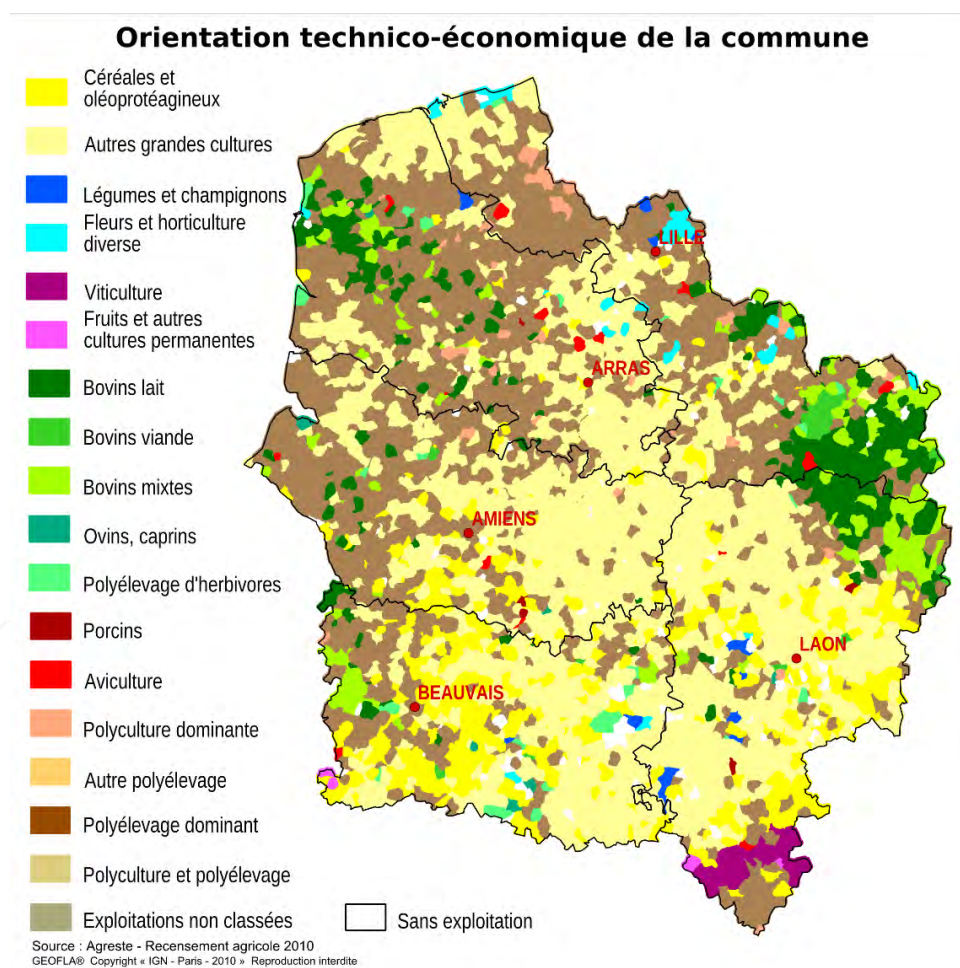 Orientation technico-économique de la commune
Céréales et
oléoprotéagineux
Autres grandes cultures
Légumes et champignons
Fleurs et horticulture
diverse
Viticulture
Fruits et autres
cultures permanentes
Bovins lait
Bovins viande
Bovins mixtes
Ovins, caprins
Polyélevage d'herbivores
Porcins
Aviculture
Polyculture dominante
Autre polyélevage
Polyélevage dominant
Polyculture et polyélevage
Exploitations non classées
Sans exploitation
LILLE
ARRAS
AMIENS
LAON
BEAUVAIS
Source : Agreste - Recensement agricole 2010
GEOFLA® Copyright « IGN - Paris - 2010 » Reproduction interdite